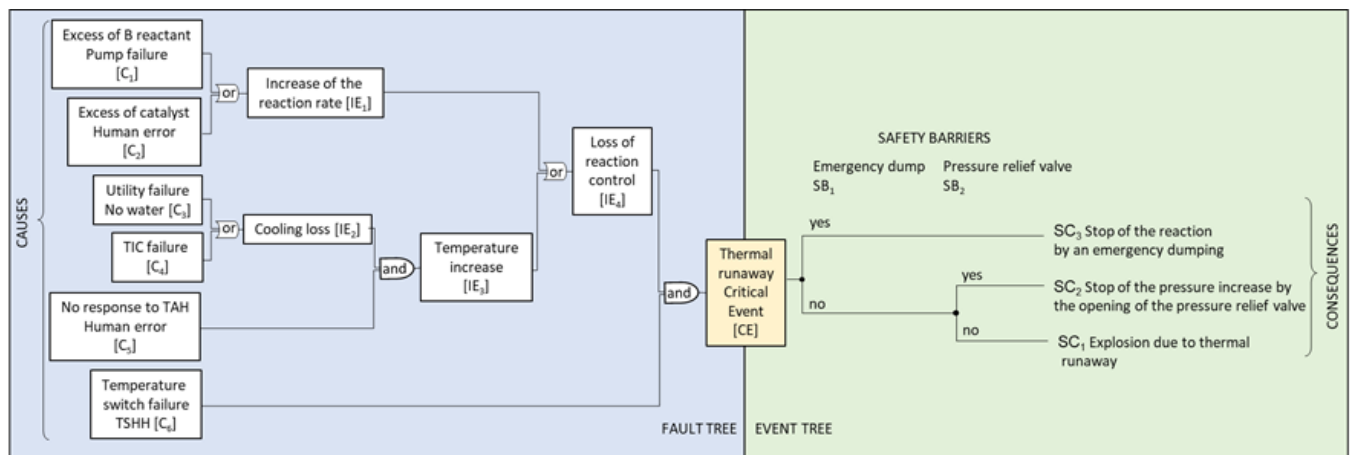 CAUSES
Excess of B reactant
Pump failure
[C₁]
Excess of catalyst
Human error
[C₂]
or
Increase of the
reaction rate [IE₁]
Utility failure
No water [C₃]
TIC failure
[C₄]
or
Cooling loss [IE₂]
No response to TAH
Human error
[C₅]
and
Temperature
increase
[IE₃]
or
Loss of
reaction
control
[IE₄]
Temperature
switch failure
TSHH [C₆]
and
Thermal
runaway
Critical
Event
[CE]
FAULT TREE
EVENT TREE
SAFETY BARRIERS
Emergency dump
SB₁
Pressure relief valve
SB₂
yes
SC₃ Stop of the reaction
by an emergency dumping
no
yes
SC₂ Stop of the pressure increase by
the opening of the pressure relief valve
no
SC₁ Explosion due to thermal
runaway
CONSEQUENCES